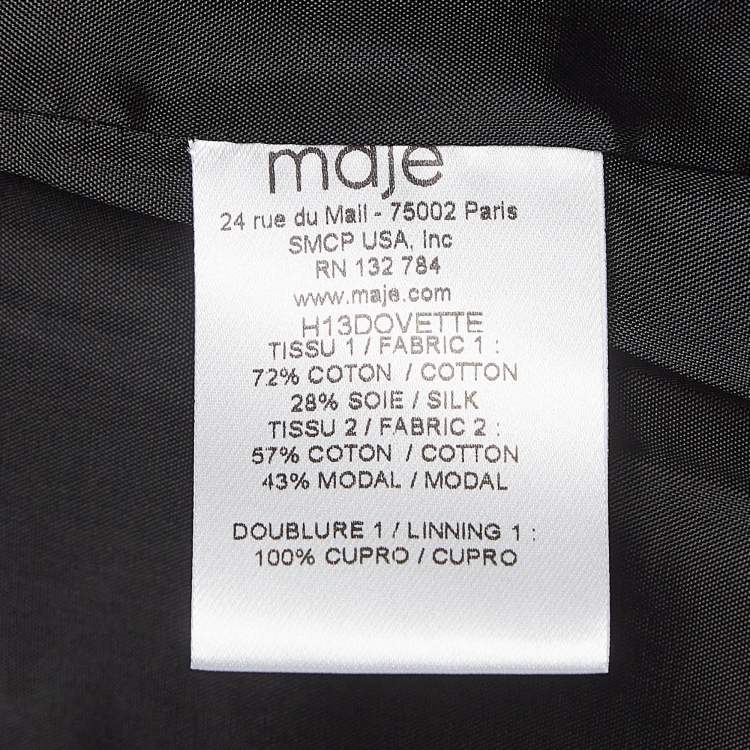 maje
24 rue du Mail - 75002 Paris
SMCP USA, Inc
RN 132 784
www.maje.com
H13DOVETTE
TISSU 1 / FABRIC 1 :
72% COTON / COTTON
28% SOIE / SILK
TISSU 2 / FABRIC 2 :
57% COTON / COTTON
43% MODAL / MODAL
DOUBLURE 1 / LINNING 1 :
100% CUPRO / CUPRO